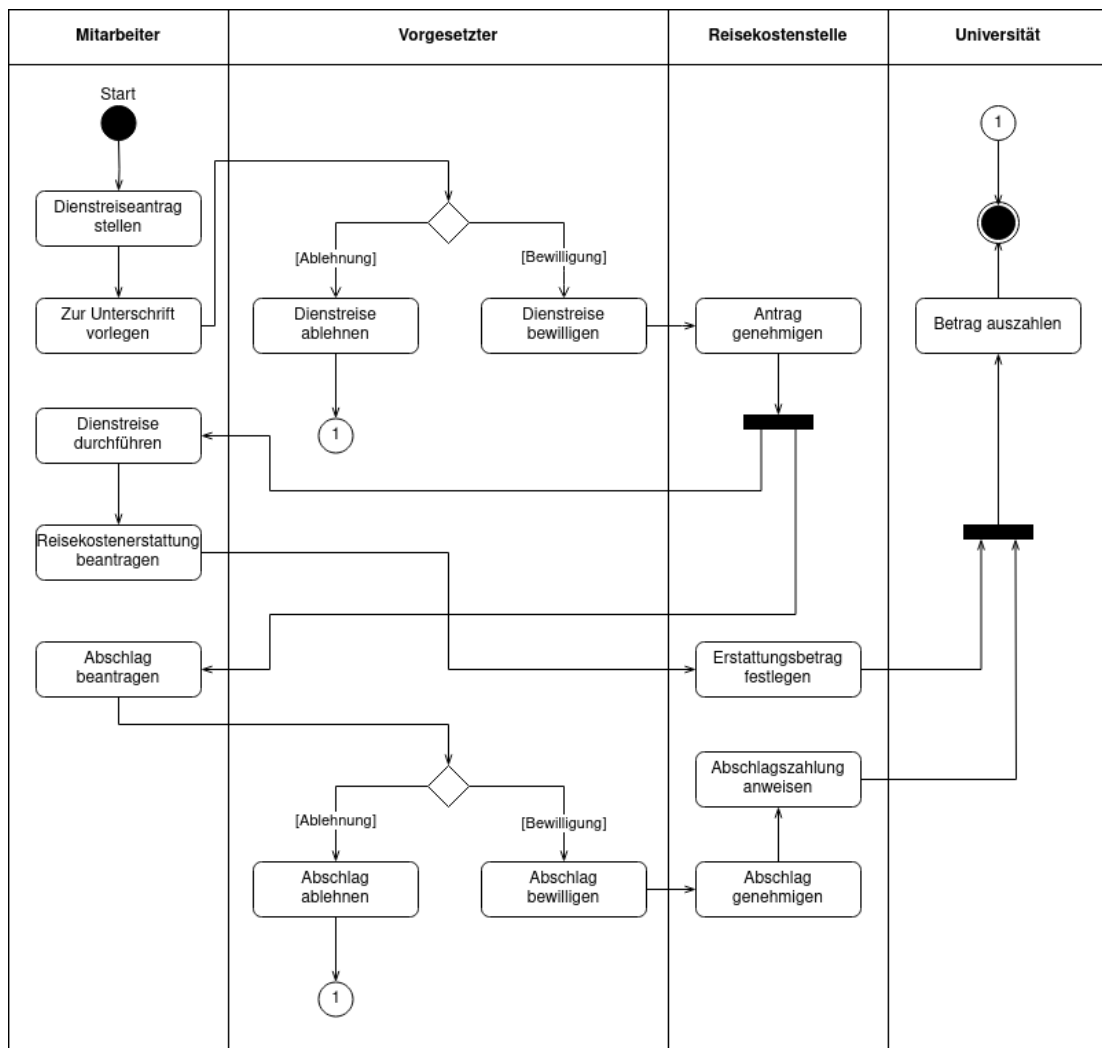 Mitarbeiter
Vorgesetzter
Reisekostenstelle
Universität
Start
1
Dienstreiseantrag
stellen
[Ablehnung]
[Bewilligung]
Zur Unterschrift
vorlegen
Dienstreise
ablehnen
Dienstreise
bewilligen
Antrag
genehmigen
Betrag auszahlen
Dienstreise
durchführen
1
Reisekostenerstattung
beantragen
Abschlag
beantragen
Erstattungsbetrag
festlegen
Abschlagszahlung
anweisen
[Ablehnung]
[Bewilligung]
Abschlag
ablehnen
Abschlag
bewilligen
Abschlag
genehmigen
1